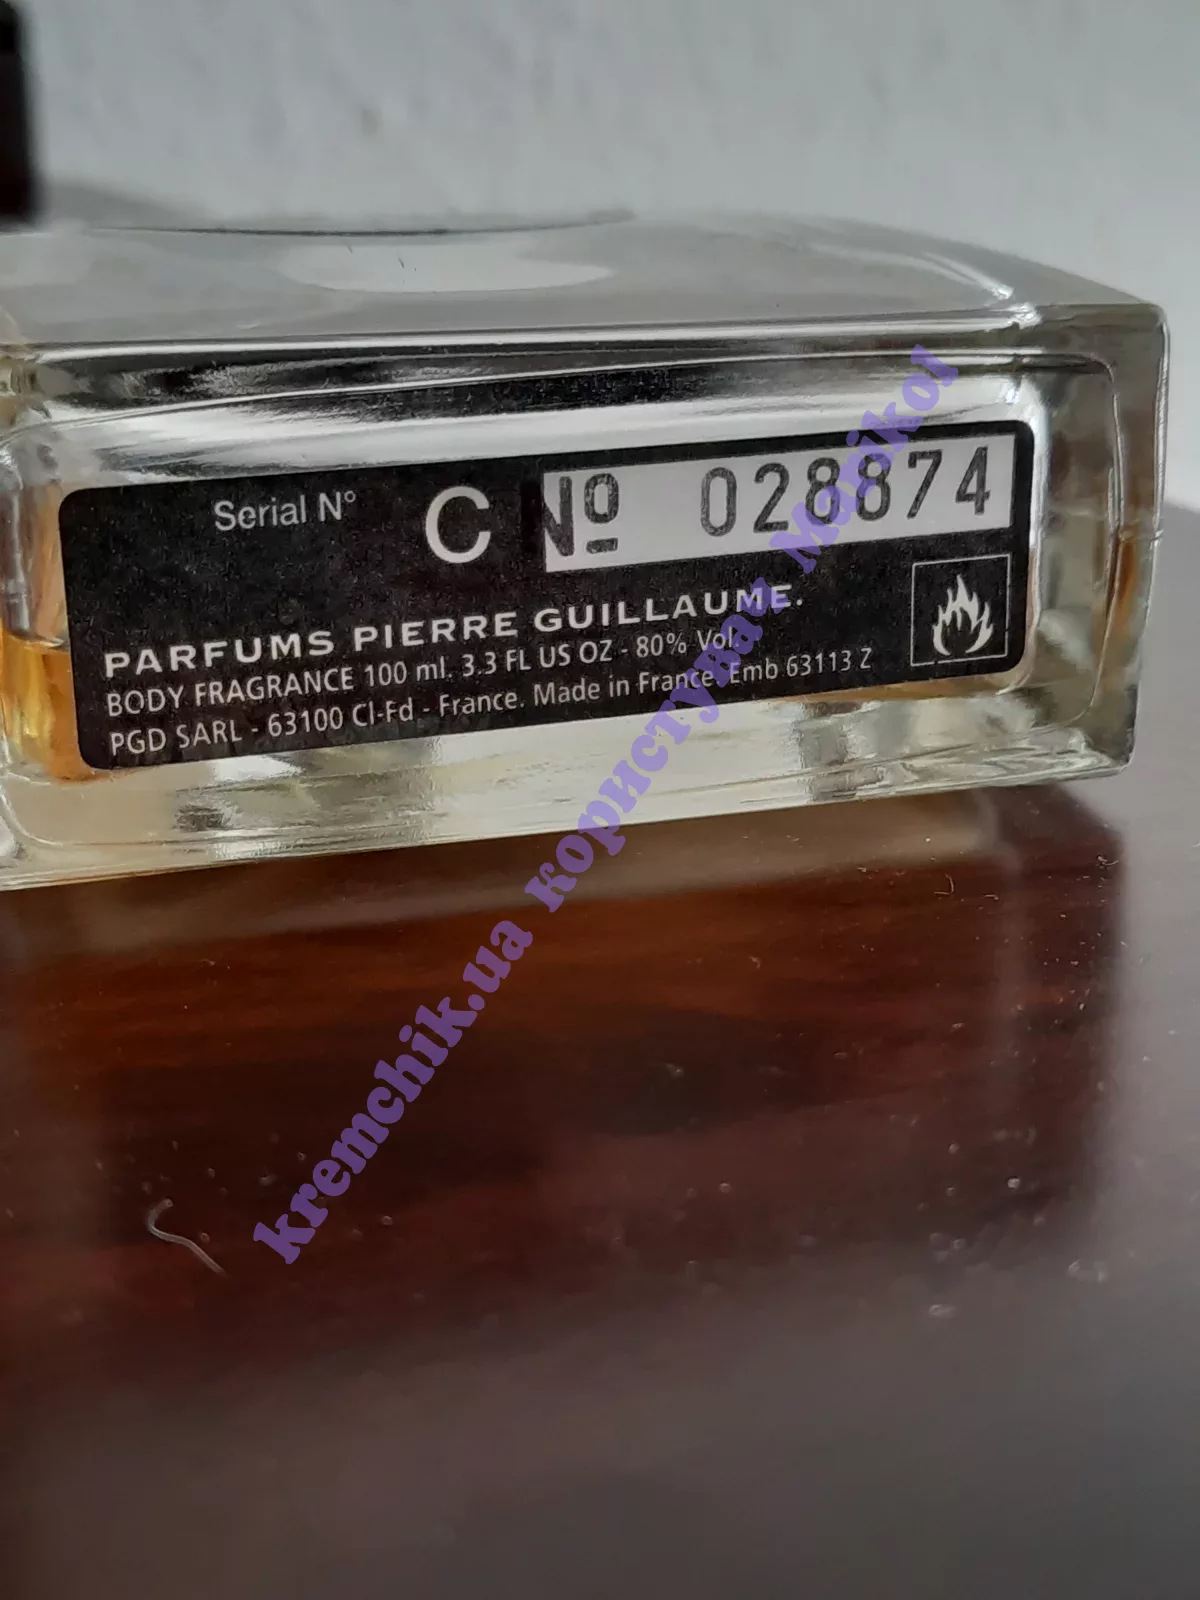 Serial N° C Nº 028874
PARFUMS PIERRE GUILLAUME.
BODY FRAGRANCE 100 ml. 3.3 FL US OZ - 80% Vol.
PGD SARL - 63100 Cl-Fd - France. Made in France. Emb 63113 Z
kremchik.ua користувач Marikol